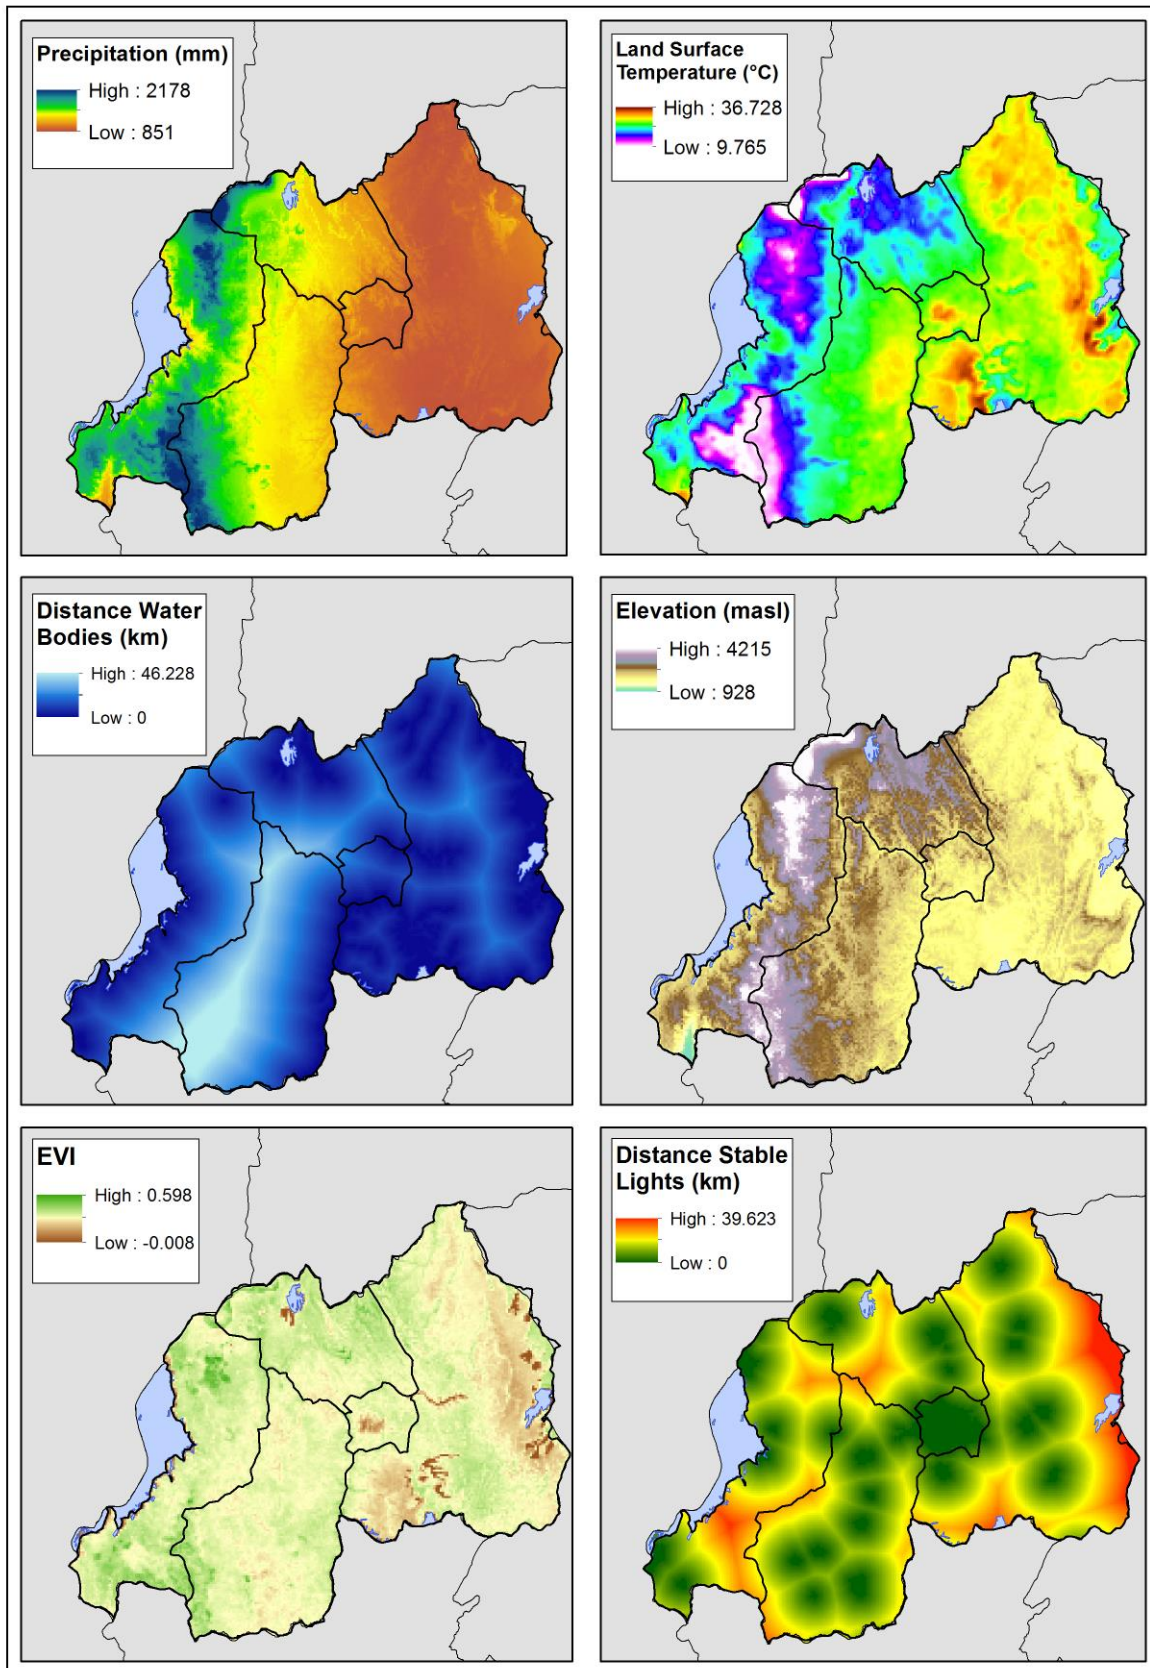 Precipitation (mm)
High : 2178
Low : 851
Land Surface
Temperature (°C)
High : 36.728
Low : 9.765
Distance Water
Bodies (km)
High : 46.228
Low : 0
Elevation (masl)
High : 4215
Low : 928
EVI
High : 0.598
Low : -0.008
Distance Stable
Lights (km)
High : 39.623
Low : 0